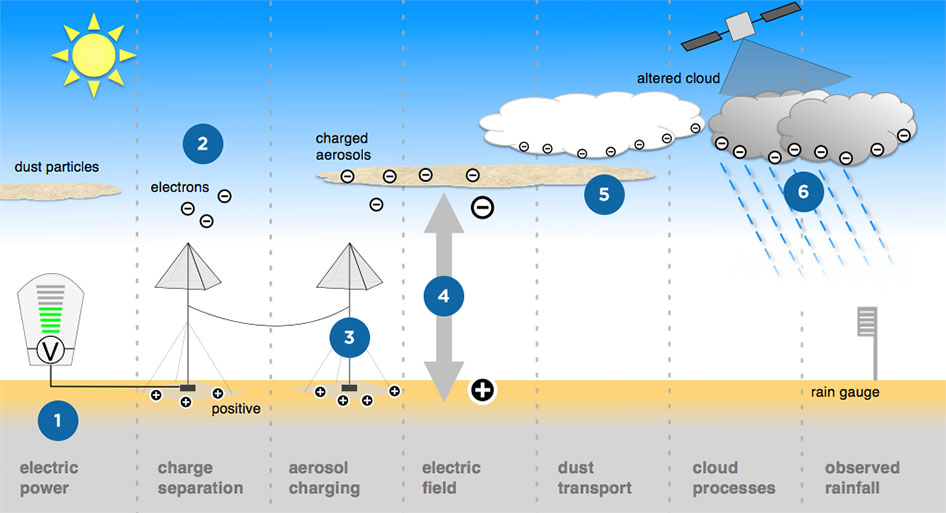 altered cloud
2
charged
aerosols
dust particles
electrons
5
6
4
V
3
positive
rain gauge
1
electric
power
charge
separation
aerosol
charging
electric
field
dust
transport
cloud
processes
observed
rainfall